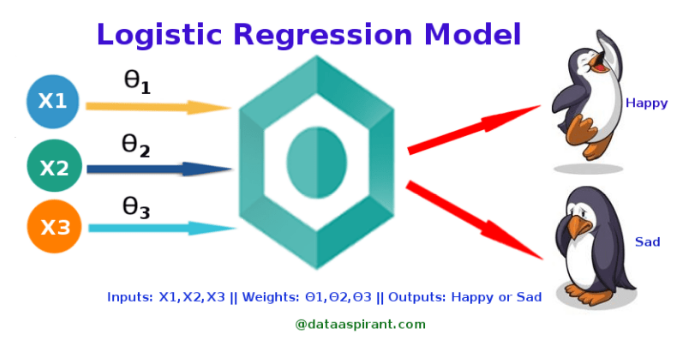 Logistic Regression Model
X1
θ1
X2
θ2
X3
θ3
Happy
Sad
Inputs: X1,X2,X3 || Weights: Θ1,Θ2,Θ3 || Outputs: Happy or Sad
@dataaspirant.com